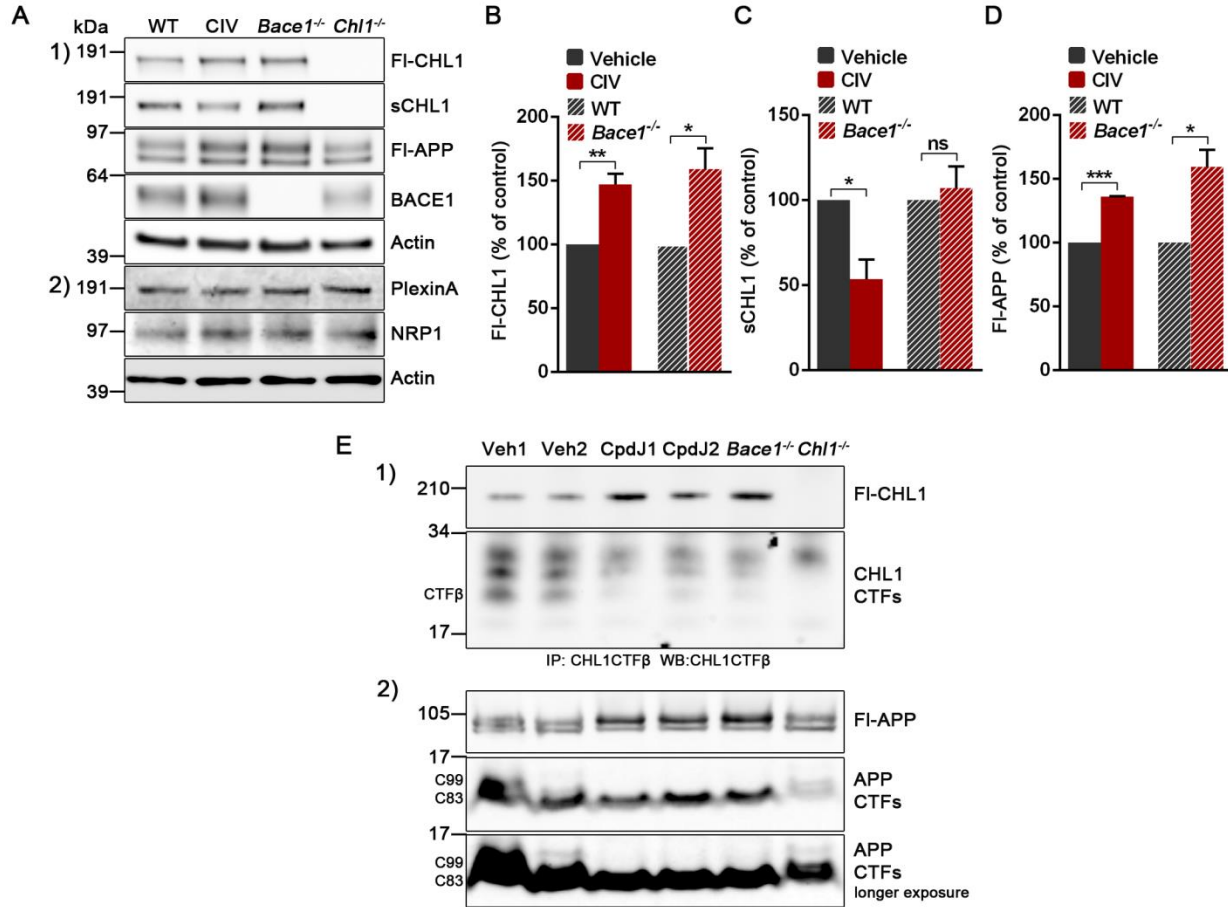 A
kDa WT CIV Bace1-/- Chl1-/-
1) 191 Fl-CHL1
191 sCHL1
97 Fl-APP
64 BACE1
39 Actin
2) 191 PlexinA
97 NRP1
39 Actin
B
Vehicle
CIV
WT
Bace1-/-
Fl-CHL1 (% of control)
200
150
100
50
0
**
*
C
Vehicle
CIV
WT
Bace1-/-
sCHL1 (% of control)
150
100
50
0
*
ns
D
Vehicle
CIV
WT
Bace1-/-
Fl-APP (% of control)
200
150
100
50
0
***
*
E
Veh1 Veh2 CpdJ1 CpdJ2 Bace1-/- Chl1-/-
1)
210 Fl-CHL1
34
CHL1
CTFβ CTFs
17
IP: CHL1CTFβ WB:CHL1CTFβ
2)
105 Fl-APP
17
C99 APP
C83 CTFs
17
C99 APP
C83 CTFs
longer exposure